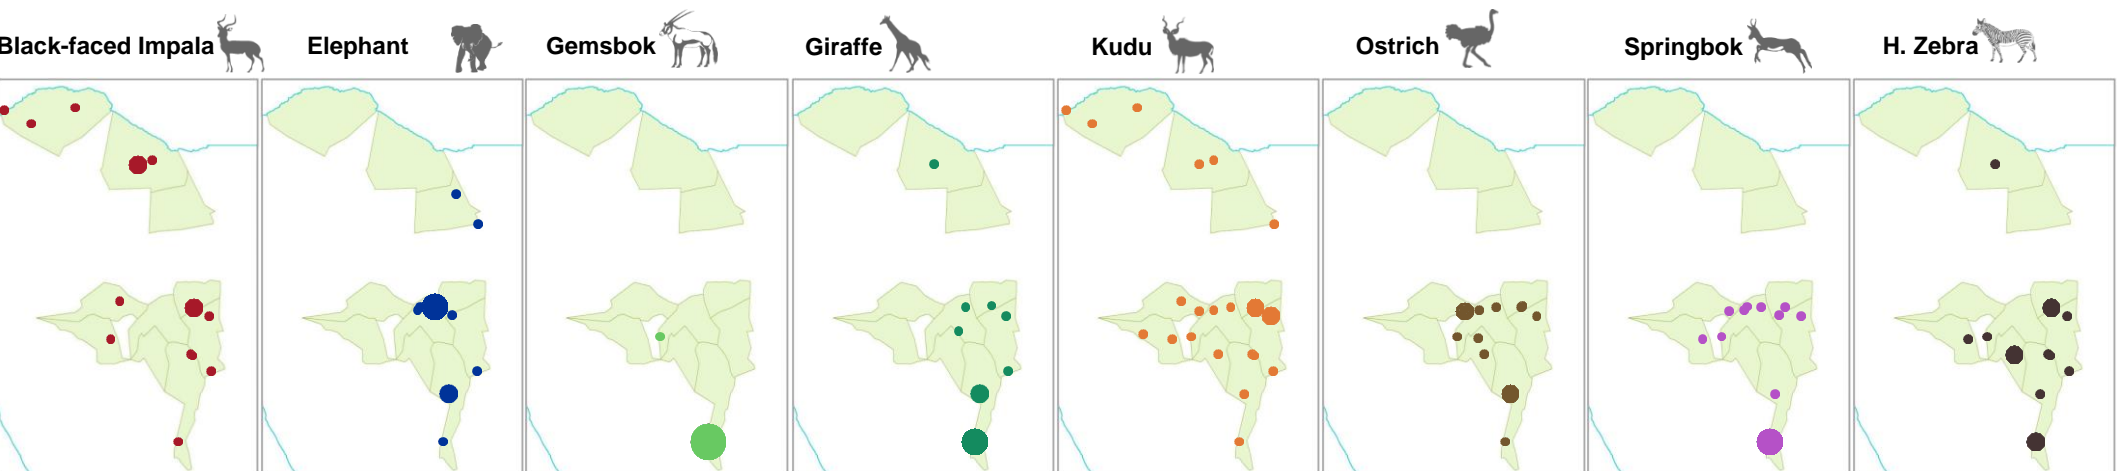 Black-faced Impala
Elephant
Gemsbok
Giraffe
Kudu
Ostrich
Springbok
H. Zebra